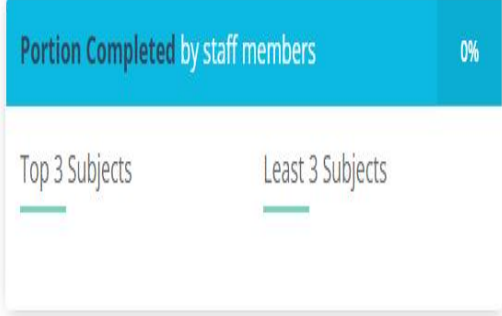 Portion Completed by staff members 0%
Top 3 Subjects
Least 3 Subjects